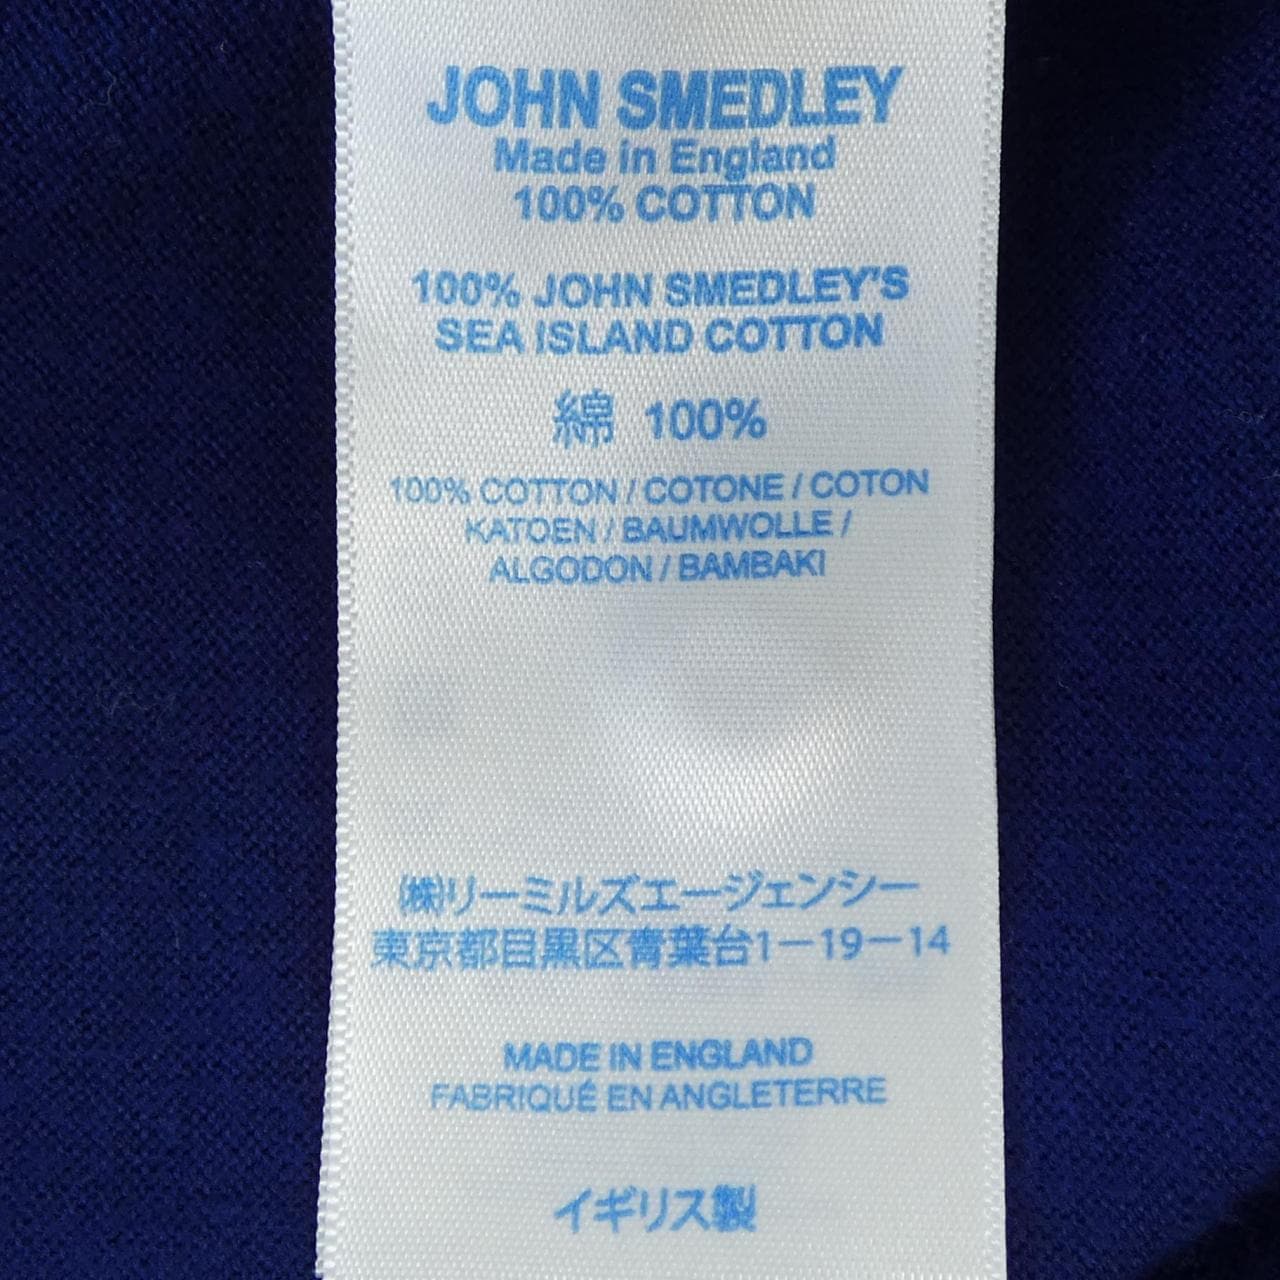 JOHN SMEDLEY
Made in England
100% COTTON
100% JOHN SMEDLEY'S
SEA ISLAND COTTON
綿 100%
100% COTTON / COTONE / COTON
KATOEN / BAUMWOLLE /
ALGODON / BAMBAKI
㈱リーミルズエージェンシー
東京都目黒区青葉台1－19－14
MADE IN ENGLAND
FABRIQUÉ EN ANGLETERRE
イギリス製